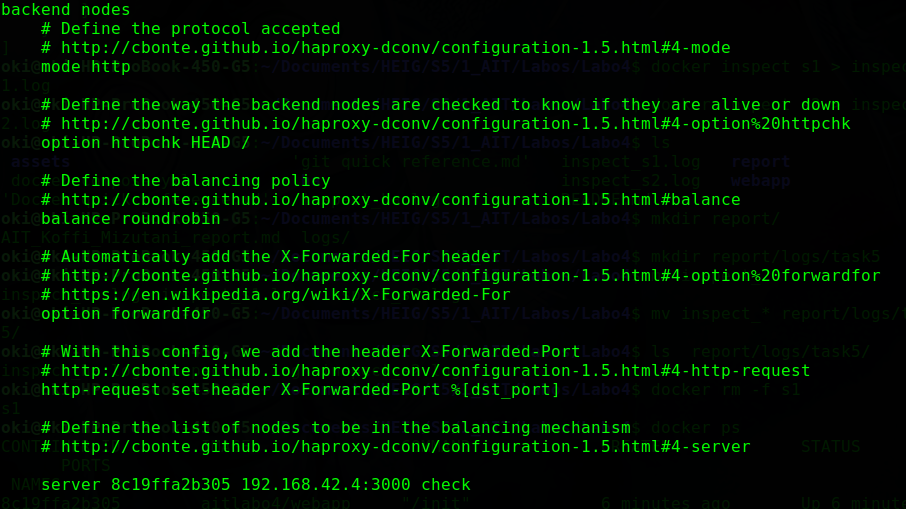 backend nodes
# Define the protocol accepted
# http://cbonte.github.io/haproxy-dconv/configuration-1.5.html#4-mode
mode http
# Define the way the backend nodes are checked to know if they are alive or down
# http://cbonte.github.io/haproxy-dconv/configuration-1.5.html#4-option%20httpchk
option httpchk HEAD /
# Define the balancing policy
# http://cbonte.github.io/haproxy-dconv/configuration-1.5.html#balance
balance roundrobin
# Automatically add the X-Forwarded-For header
# http://cbonte.github.io/haproxy-dconv/configuration-1.5.html#4-option%20forwardfor
# https://en.wikipedia.org/wiki/X-Forwarded-For
option forwardfor
# With this config, we add the header X-Forwarded-Port
# http://cbonte.github.io/haproxy-dconv/configuration-1.5.html#4-http-request
http-request set-header X-Forwarded-Port %[dst_port]
# Define the list of nodes to be in the balancing mechanism
# http://cbonte.github.io/haproxy-dconv/configuration-1.5.html#4-server
server 8c19ffa2b305 192.168.42.4:3000 check